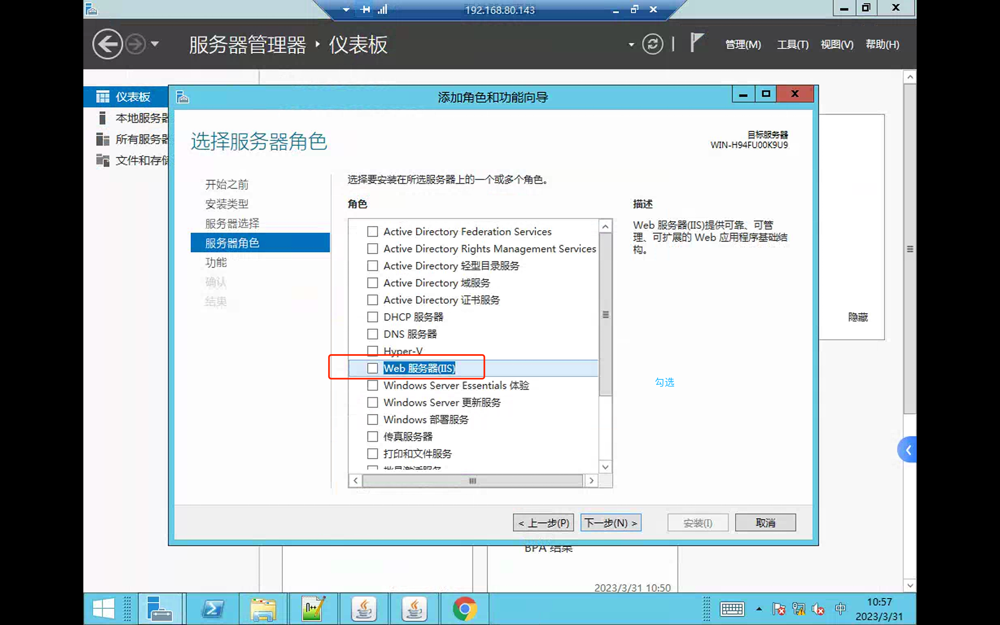 192.168.80.143
服务器管理器 ‣ 仪表板
管理(M) 工具(T) 视图(V) 帮助(H)
仪表板
本地服务器
所有服务器
文件和存储
添加角色和功能向导
选择服务器角色
目标服务器
WIN-H94FU00K9U9
开始之前
安装类型
服务器选择
服务器角色
功能
确认
结果
选择要安装在所选服务器上的一个或多个角色。
角色
Active Directory Federation Services
Active Directory Rights Management Services
Active Directory 轻型目录服务
Active Directory 域服务
Active Directory 证书服务
DHCP 服务器
DNS 服务器
Hyper-V
Web 服务器(IIS)
Windows Server Essentials 体验
Windows Server 更新服务
Windows 部署服务
传真服务器
打印和文件服务
批量激活服务
描述
Web 服务器(IIS)提供可靠、可管
理、可扩展的 Web 应用程序基础结
构。
勾选
隐藏
< 上一步(P) 下一步(N) > 安装(I) 取消
BPA 结果
2023/3/31 10:50
中
10:57
2023/3/31